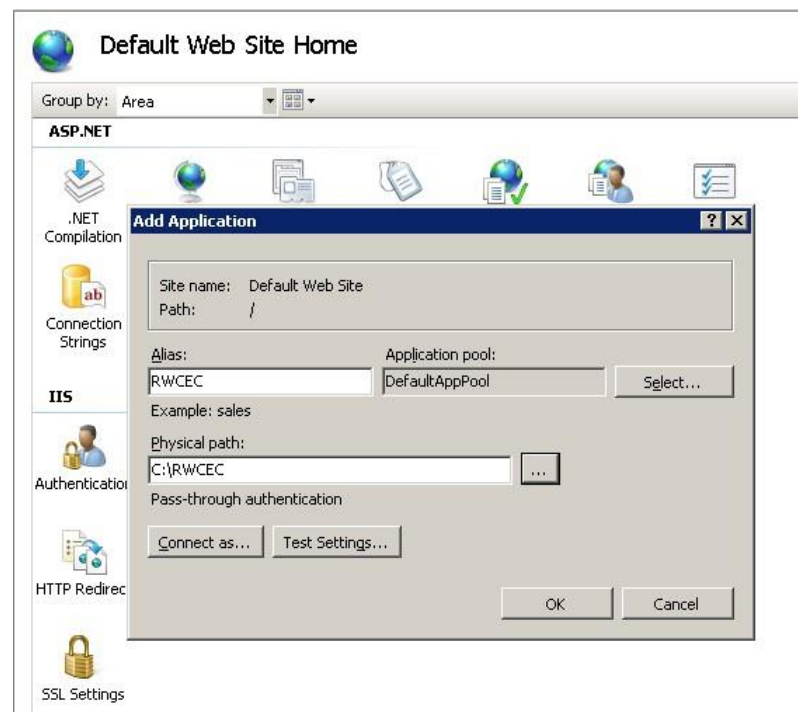 Default Web Site Home
Group by: Area
ASP.NET
.NET
Compilation
Add Application
Site name: Default Web Site
Path: /
Connection
Strings
Alias: Application pool:
RWCEC DefaultAppPool Select...
Example: sales
IIS
Physical path:
C:\RWCEC ...
Authentication
Pass-through authentication
Connect as... Test Settings...
HTTP Redirec
OK Cancel
SSL Settings
ab